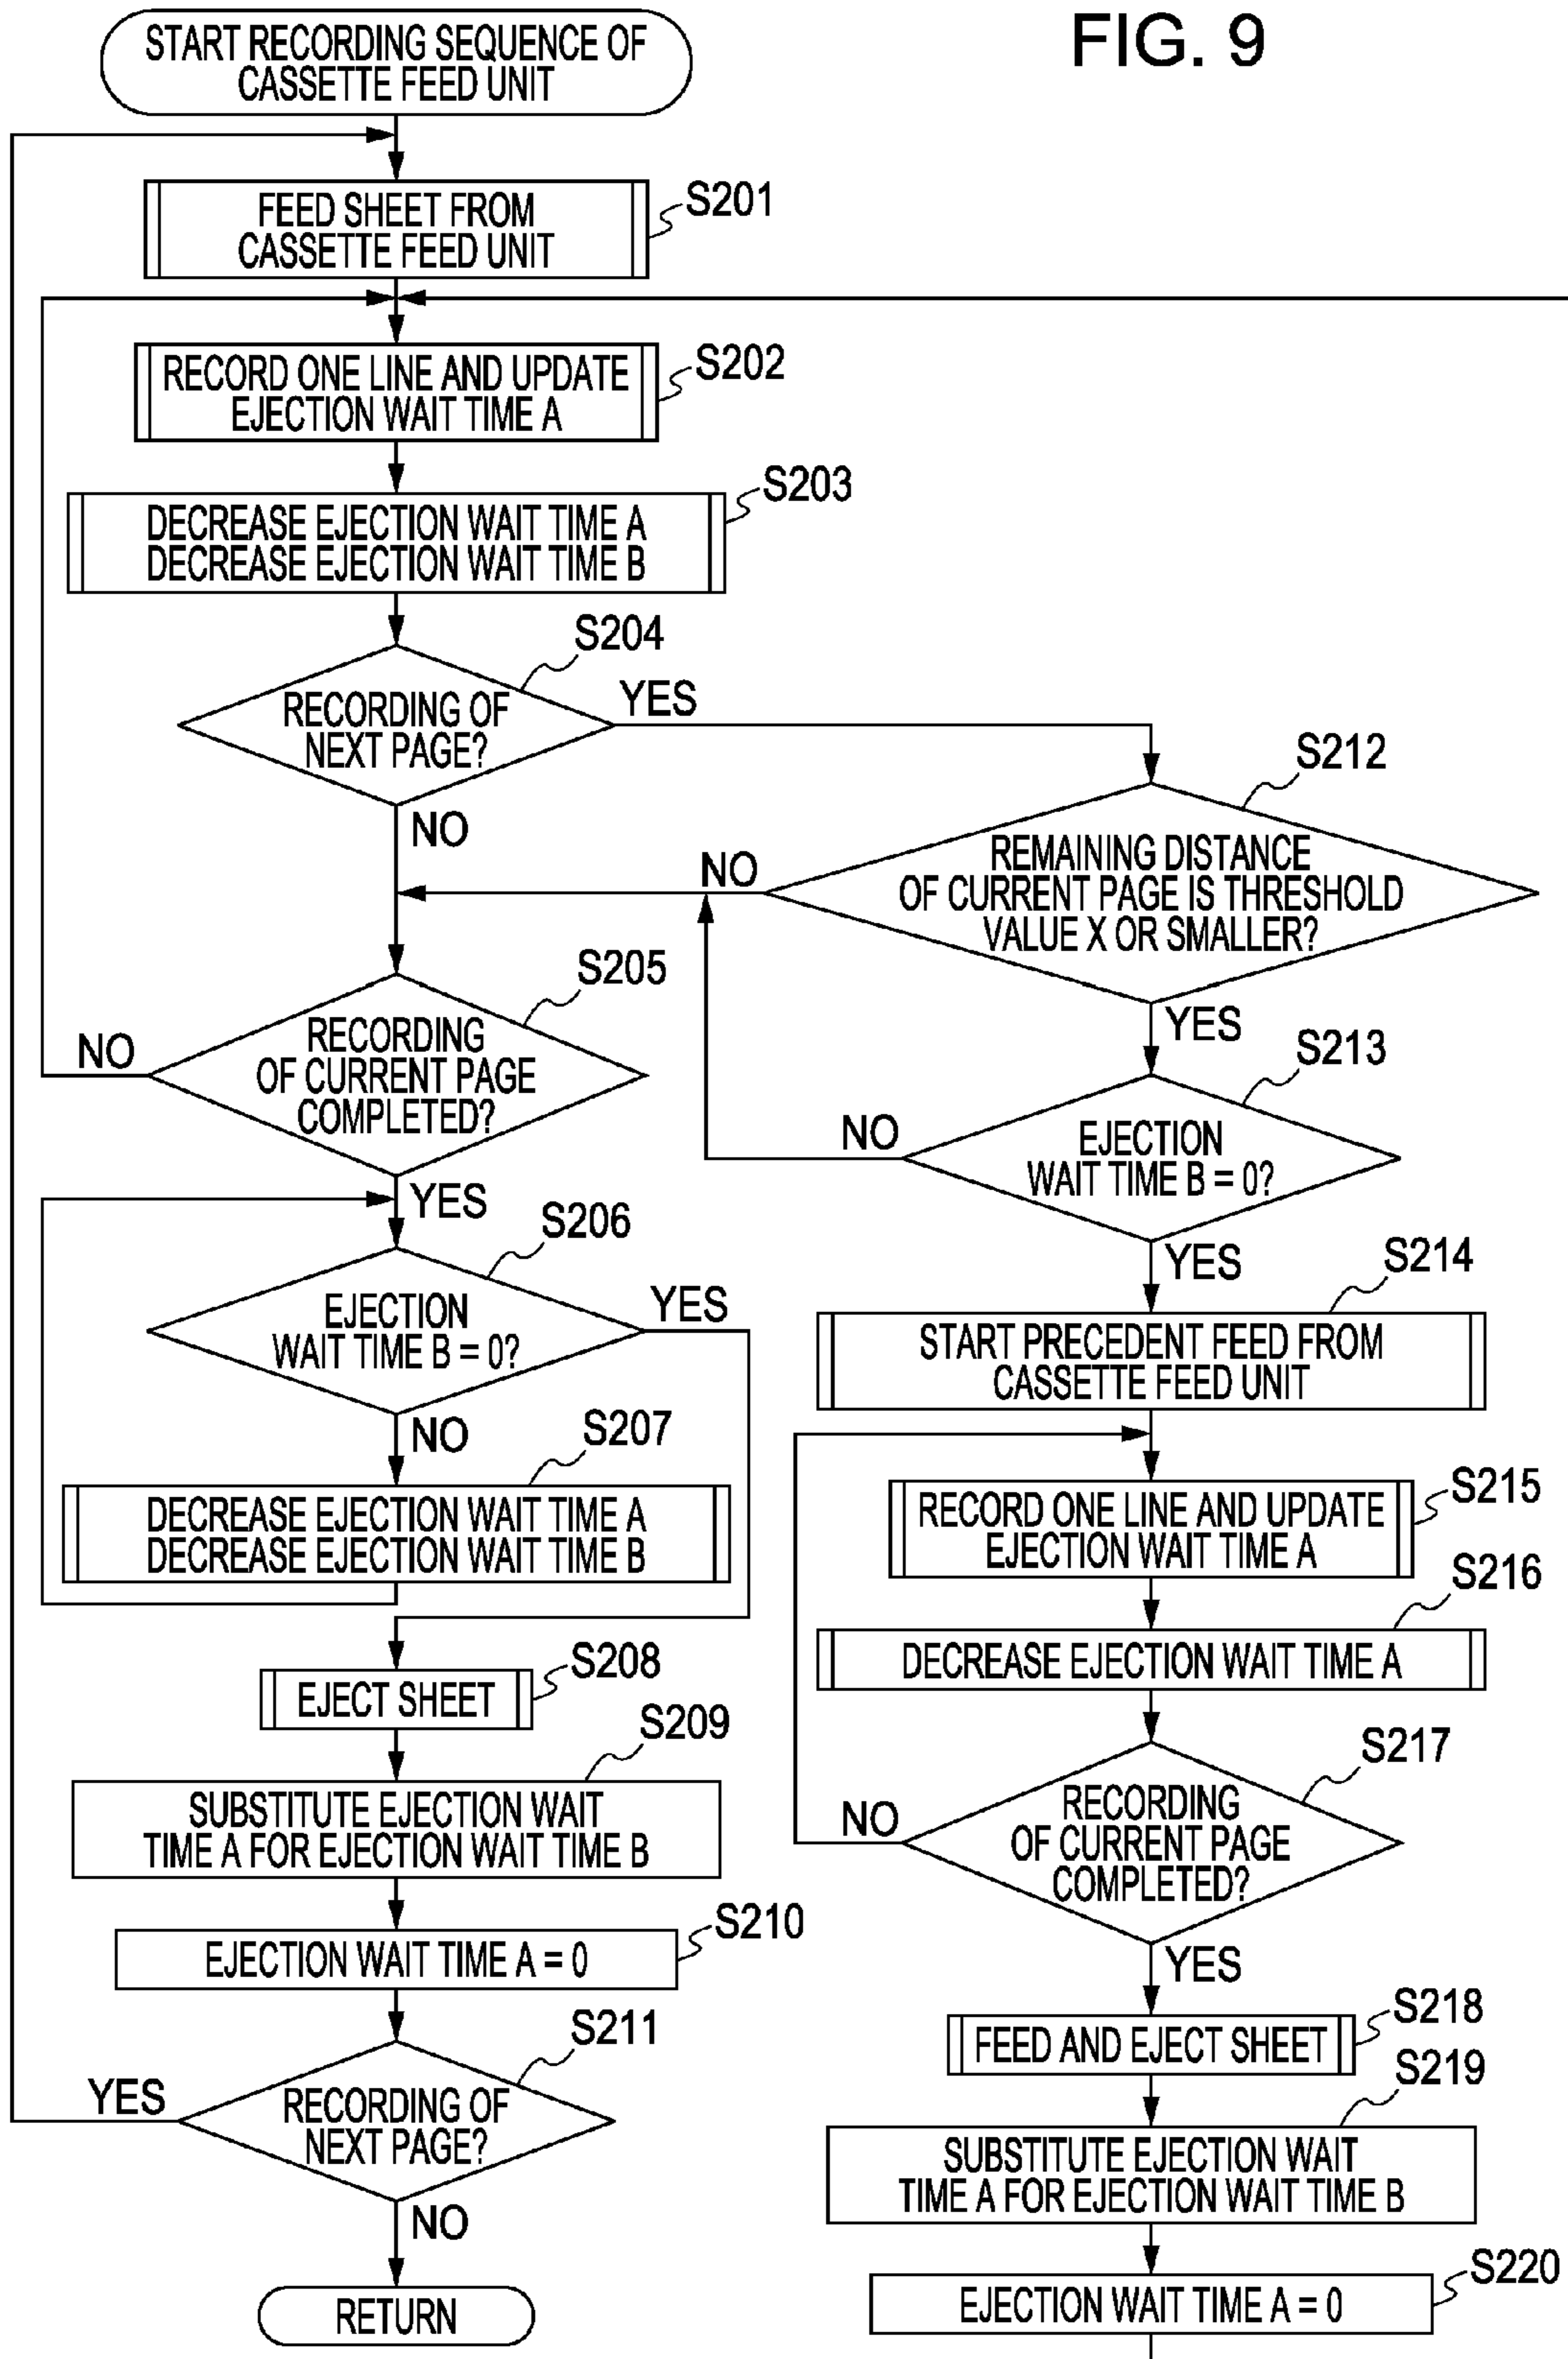 FIG. 9
START RECORDING SEQUENCE OF
CASSETTE FEED UNIT
FEED SHEET FROM
CASSETTE FEED UNIT
S201
RECORD ONE LINE AND UPDATE
EJECTION WAIT TIME A
S202
DECREASE EJECTION WAIT TIME A
DECREASE EJECTION WAIT TIME B
S203
RECORDING OF
NEXT PAGE?
S204
YES
NO
RECORDING
OF CURRENT PAGE
COMPLETED?
S205
NO
YES
EJECTION
WAIT TIME B = 0?
S206
YES
NO
DECREASE EJECTION WAIT TIME A
DECREASE EJECTION WAIT TIME B
S207
EJECT SHEET
S208
SUBSTITUTE EJECTION WAIT
TIME A FOR EJECTION WAIT TIME B
S209
EJECTION WAIT TIME A = 0
S210
RECORDING OF
NEXT PAGE?
S211
YES
NO
RETURN
REMAINING DISTANCE
OF CURRENT PAGE IS THRESHOLD
VALUE X OR SMALLER?
S212
NO
YES
EJECTION
WAIT TIME B = 0?
S213
NO
YES
START PRECEDENT FEED FROM
CASSETTE FEED UNIT
S214
RECORD ONE LINE AND UPDATE
EJECTION WAIT TIME A
S215
DECREASE EJECTION WAIT TIME A
S216
RECORDING
OF CURRENT PAGE
COMPLETED?
S217
NO
YES
FEED AND EJECT SHEET
S218
SUBSTITUTE EJECTION WAIT
TIME A FOR EJECTION WAIT TIME B
S219
EJECTION WAIT TIME A = 0
S220